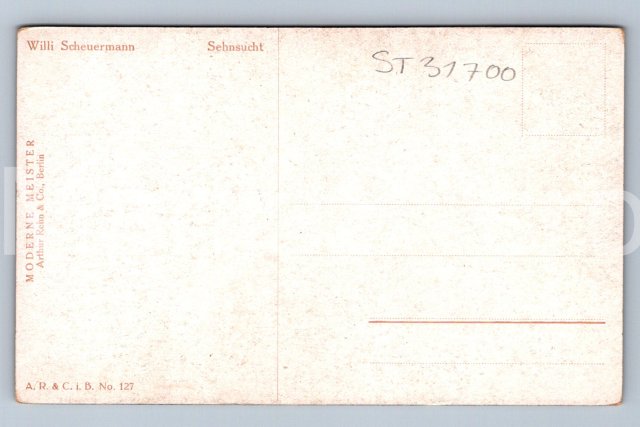 Willi Scheuermann Sehnsucht
ST 31700
MODERNE MEISTER
Arthur Rehn & Co., Berlin
A. R. & C. i. B. No. 127